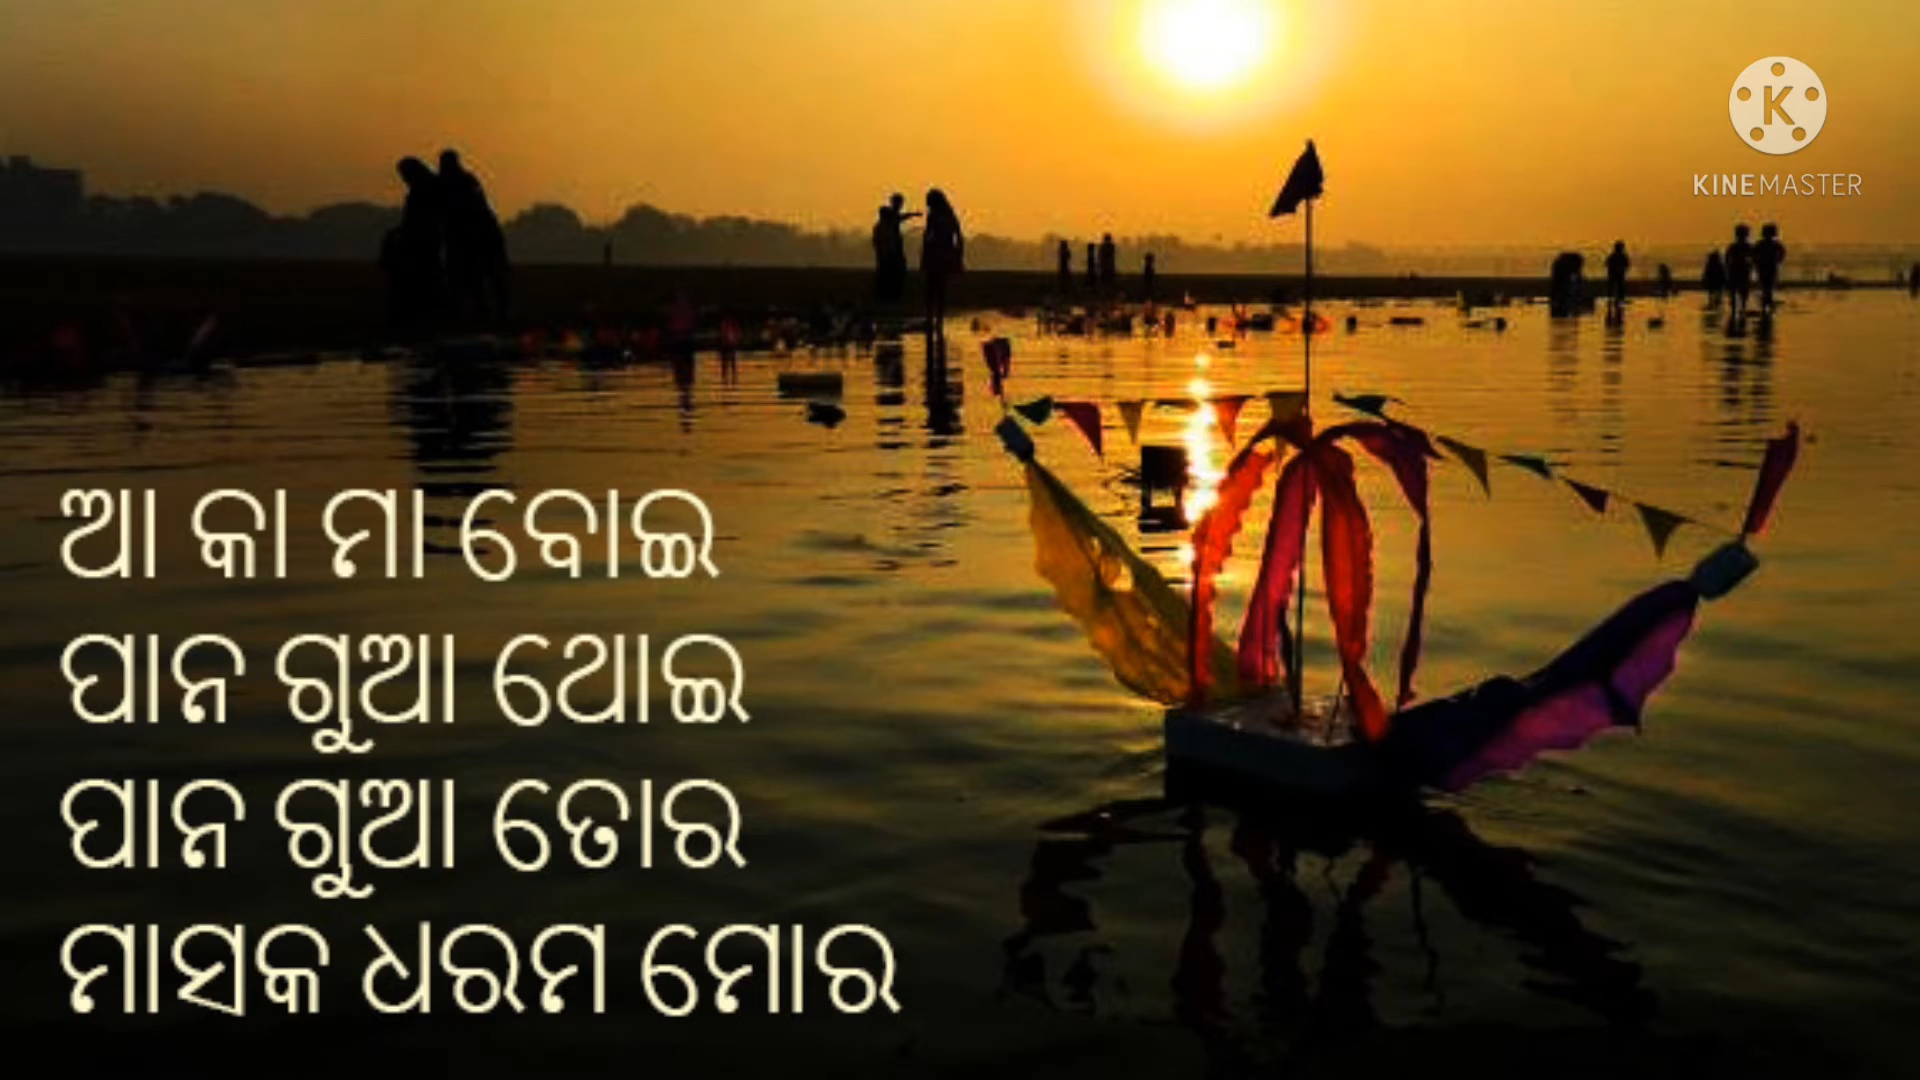 KINEMASTER
ଆ କା ମା ବୋଇ
ପାନ ଗୁଆ ଥୋଇ
ପାନ ଗୁଆ ତୋର
ମାସକ ଧରମ ମୋର